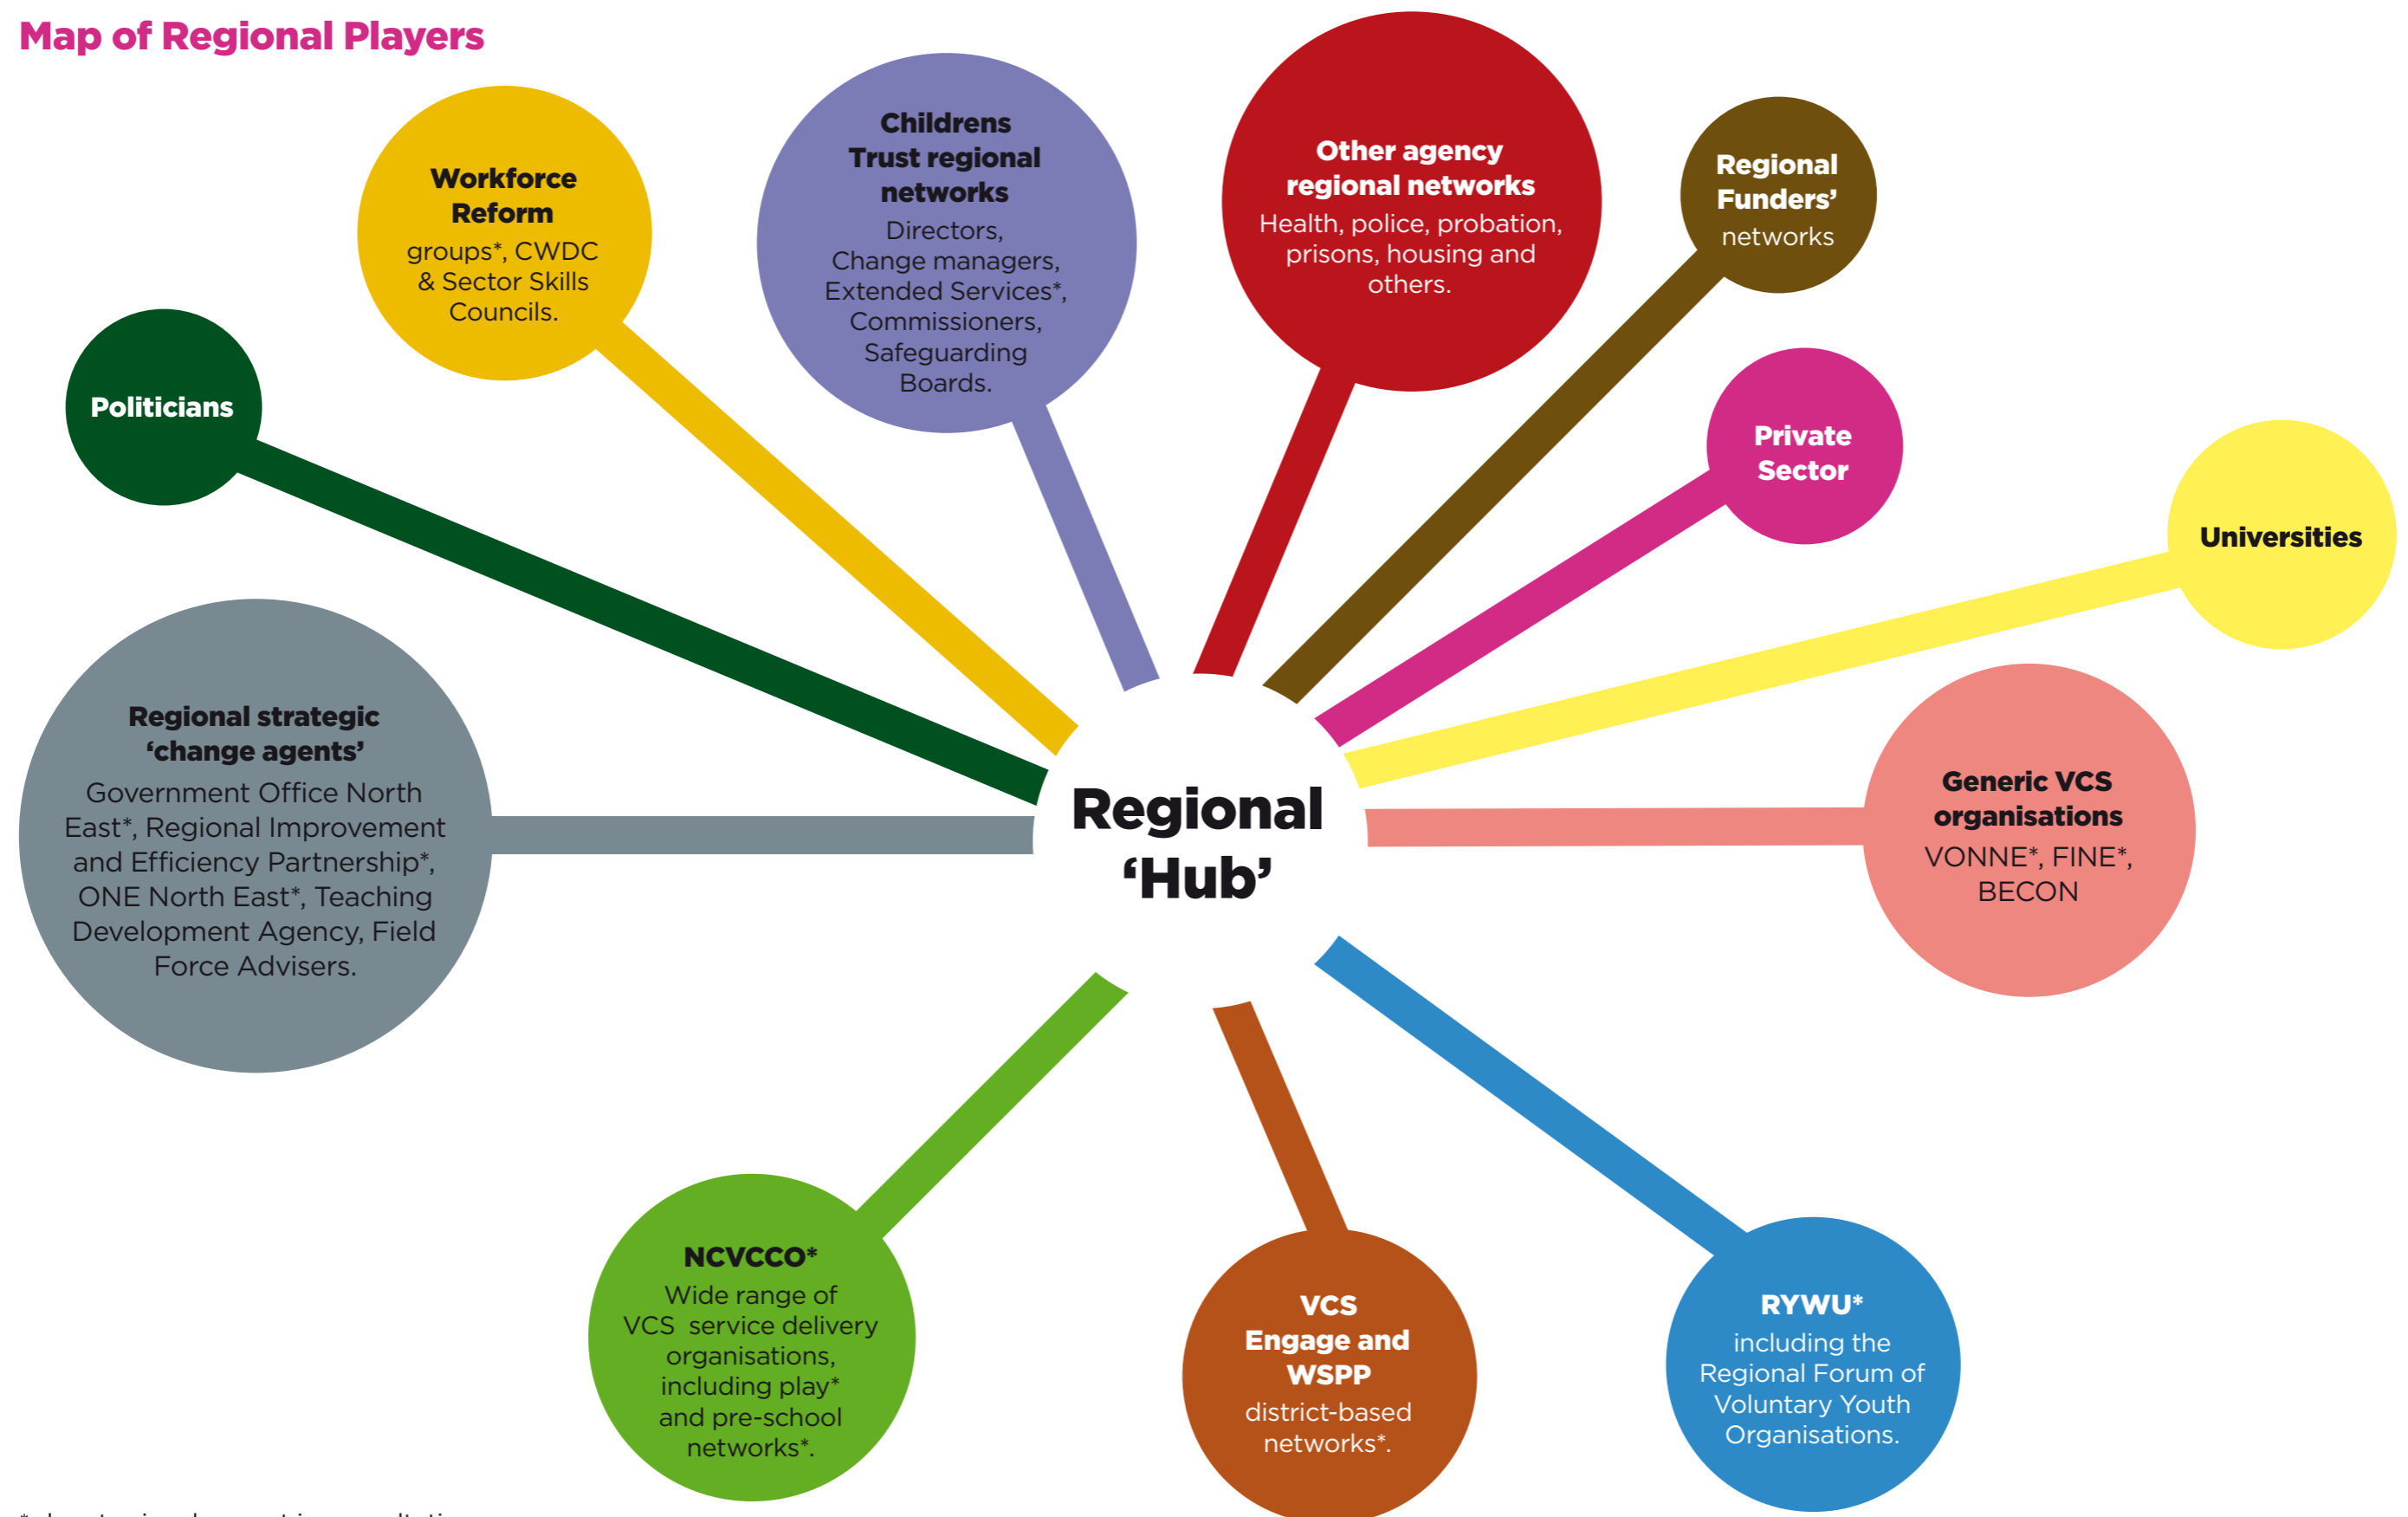 Map of Regional Players
Politicians
Workforce
Reform
groups*, CWDC
& Sector Skills
Councils.
Childrens
Trust regional
networks
Directors,
Change managers,
Extended Services*,
Commissioners,
Safeguarding
Boards.
Other agency
regional networks
Health, police, probation,
prisons, housing and
others.
Regional
Funders’
networks
Private
Sector
Universities
Regional strategic
‘change agents’
Government Office North
East*, Regional Improvement
and Efficiency Partnership*,
ONE North East*, Teaching
Development Agency, Field
Force Advisers.
Regional
‘Hub’
Generic VCS
organisations
VONNE*, FINE*,
BECON
NCVCCO*
Wide range of
VCS service delivery
organisations,
including play*
and pre-school
networks*.
VCS
Engage and
WSPP
district-based
networks*.
RYWU*
including the
Regional Forum of
Voluntary Youth
Organisations.